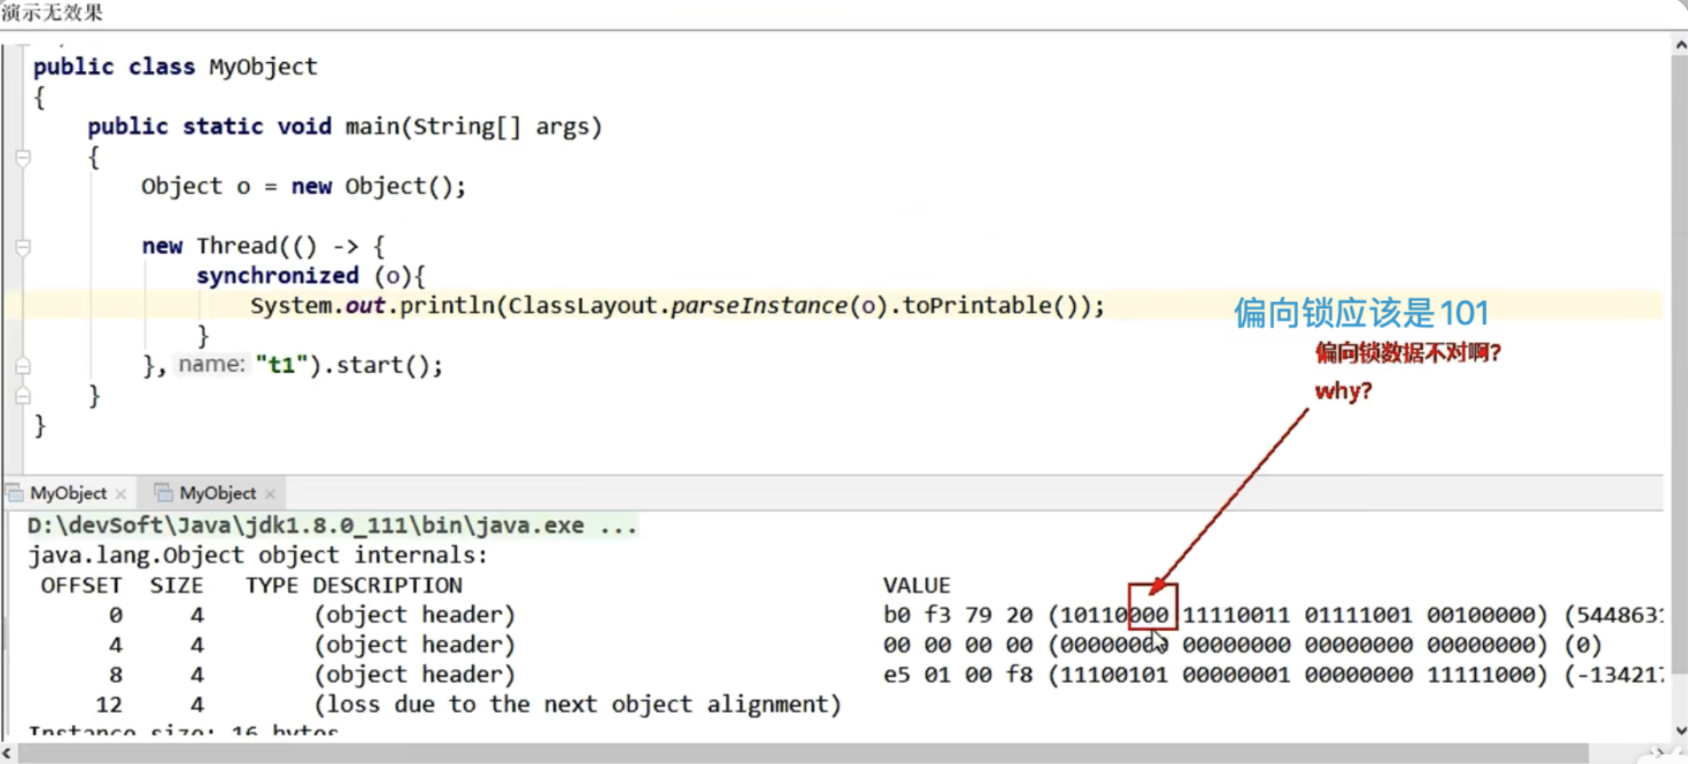 演示无效果
public class MyObject
{
public static void main(String[] args)
{
Object o = new Object();
new Thread(() -> {
synchronized (o){
System.out.println(ClassLayout.parseInstance(o).toPrintable());
偏向锁应该是101
}
偏向锁数据不对啊?
}, name: "t1").start();
why?
}
}
MyObject × MyObject ×
D:\devSoft\Java\jdk1.8.0_111\bin\java.exe ...
java.lang.Object object internals:
OFFSET SIZE TYPE DESCRIPTION VALUE
0 4 (object header) b0 f3 79 20 (10110000 11110011 01111001 00100000) (5448631
4 4 (object header) 00 00 00 00 (00000000 00000000 00000000 00000000) (0)
8 4 (object header) e5 01 00 f8 (11100101 00000001 00000000 11111000) (-134217
12 4 (loss due to the next object alignment)
Instance size: 16 bytes